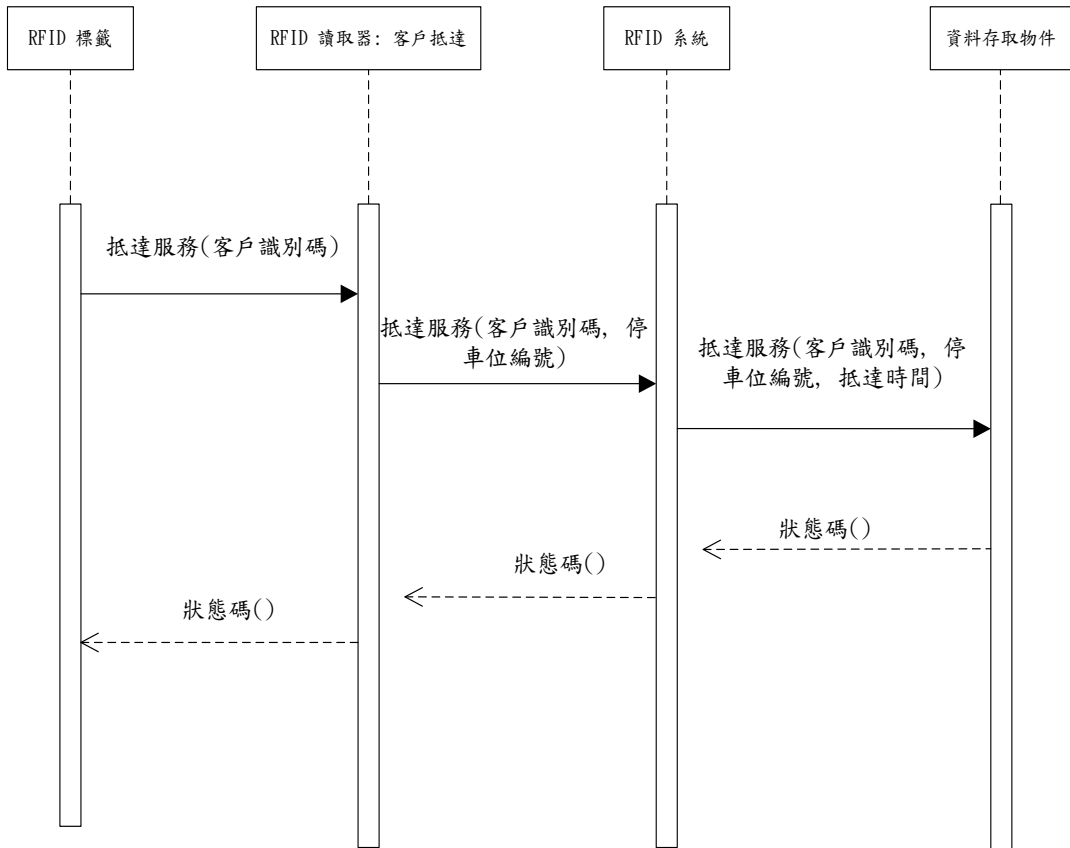 RFID 標籤
RFID 讀取器: 客戶抵達
RFID 系統
資料存取物件
抵達服務(客戶識別碼)
抵達服務(客戶識別碼, 停
車位編號)
抵達服務(客戶識別碼, 停
車位編號, 抵達時間)
狀態碼()
狀態碼()
狀態碼()